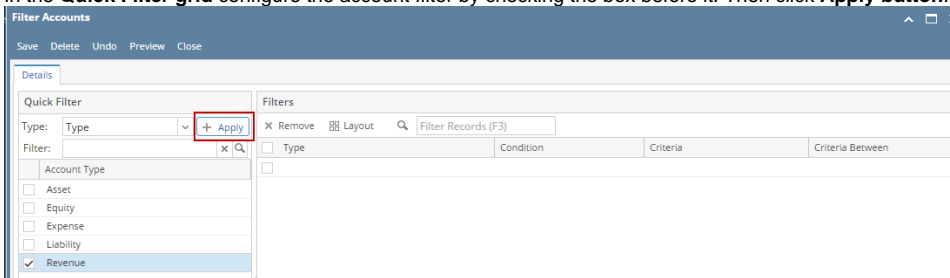 In the Quick Filter grid configure the account filter by checking the box before it. Then click Apply button.
Filter Accounts
Save Delete Undo Preview Close
Details
Quick Filter Filters
Type: Type + Apply Remove Layout Filter Records (F3)
Filter: Type Condition Criteria Criteria Between
Account Type
Asset
Equity
Expense
Liability
Revenue